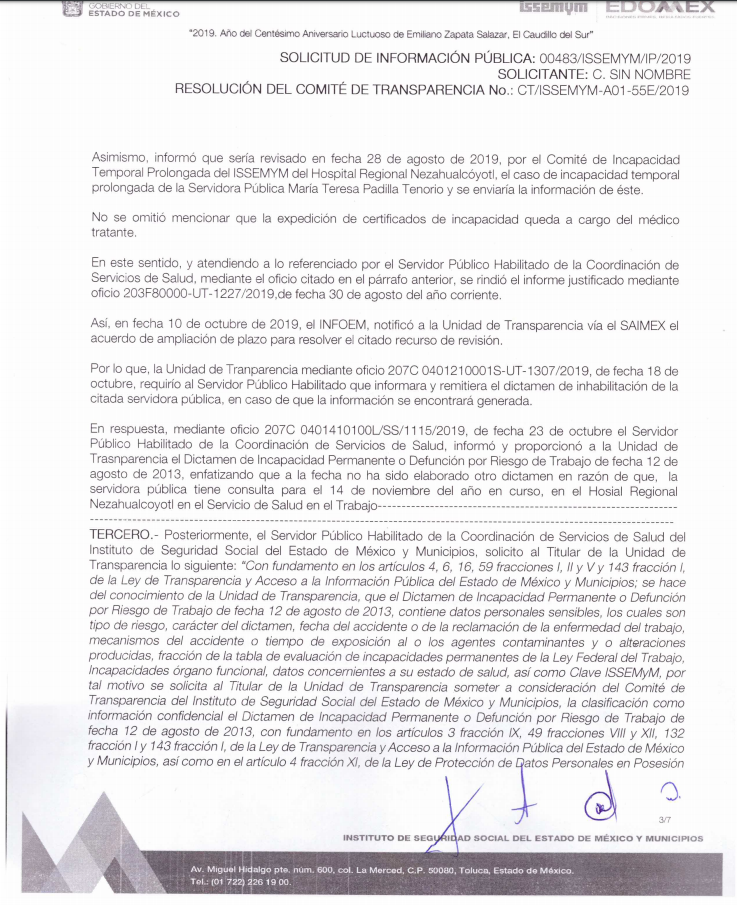 GOBIERNO DEL
ESTADO DE MÉXICO
issemym
EDOMÉX
"2019. Año del Centésimo Aniversario Luctuoso de Emiliano Zapata Salazar, El Caudillo del Sur"
SOLICITUD DE INFORMACIÓN PÚBLICA: 00483/ISSEMYM/IP/2019
SOLICITANTE: C. SIN NOMBRE
RESOLUCIÓN DEL COMITÉ DE TRANSPARENCIA No.: CT/ISSEMYM-A01-55E/2019
Asimismo, informó que sería revisado en fecha 28 de agosto de 2019, por el Comité de Incapacidad
Temporal Prolongada del ISSEMYM del Hospital Regional Nezahualcóyotl, el caso de incapacidad temporal
prolongada de la Servidora Pública María Teresa Padilla Tenorio y se enviaría la información de éste.
No se omitió mencionar que la expedición de certificados de incapacidad queda a cargo del médico
tratante.
En este sentido, y atendiendo a lo referenciado por el Servidor Público Habilitado de la Coordinación de
Servicios de Salud, mediante el oficio citado en el párrafo anterior, se rindió el informe justificado mediante
oficio 203F80000-UT-1227/2019,de fecha 30 de agosto del año corriente.
Así, en fecha 10 de octubre de 2019, el INFOEM, notificó a la Unidad de Transparencia vía el SAIMEX el
acuerdo de ampliación de plazo para resolver el citado recurso de revisión.
Por lo que, la Unidad de Tranparencia mediante oficio 207C 0401210001S-UT-1307/2019, de fecha 18 de
octubre, requirío al Servidor Público Habilitado que informara y remitiera el dictamen de inhabilitación de la
citada servidora pública, en caso de que la información se encontrará generada.
En respuesta, mediante oficio 207C 0401410100L/SS/1115/2019, de fecha 23 de octubre el Servidor
Público Habilitado de la Coordinación de Servicios de Salud, informó y proporcionó a la Unidad de
Trasnparencia el Dictamen de Incapacidad Permanente o Defunción por Riesgo de Trabajo de fecha 12 de
agosto de 2013, enfatizando que a la fecha no ha sido elaborado otro dictamen en razón de que, la
servidora pública tiene consulta para el 14 de noviembre del año en curso, en el Hosial Regional
Nezahualcoyotl en el Servicio de Salud en el Trabajo------------------------------------------------------------
TERCERO.- Posteriormente, el Servidor Público Habilitado de la Coordinación de Servicios de Salud del
Instituto de Seguridad Social del Estado de México y Municipios, solicito al Titular de la Unidad de
Transparencia lo siguiente: "Con fundamento en los artículos 4, 6, 16, 59 fracciones I, II y V y 143 fracción I,
de la Ley de Transparencia y Acceso a la Información Pública del Estado de México y Municipios; se hace
del conocimiento de la Unidad de Transparencia, que el Dictamen de Incapacidad Permanente o Defunción
por Riesgo de Trabajo de fecha 12 de agosto de 2013, contiene datos personales sensibles, los cuales son
tipo de riesgo, carácter del dictamen, fecha del accidente o de la reclamación de la enfermedad del trabajo,
mecanismos del accidente o tiempo de exposición al o los agentes contaminantes y o alteraciones
producidas, fracción de la tabla de evaluación de incapacidades permanentes de la Ley Federal del Trabajo,
Incapacidades órgano funcional, datos concernientes a su estado de salud, así como Clave ISSEMyM, por
tal motivo se solicita al Titular de la Unidad de Transparencia someter a consideración del Comité de
Transparencia del Instituto de Seguridad Social del Estado de México y Municipios, la clasificación como
información confidencial el Dictamen de Incapacidad Permanente o Defunción por Riesgo de Trabajo de
fecha 12 de agosto de 2013, con fundamento en los artículos 3 fracción IX, 49 fracciones VIII y XII, 132
fracción I y 143 fracción I, de la Ley de Transparencia y Acceso a la Información Pública del Estado de México
y Municipios, así como en el artículo 4 fracción XI, de la Ley de Protección de Datos Personales en Posesión
3/7
INSTITUTO DE SEGURIDAD SOCIAL DEL ESTADO DE MÉXICO Y MUNICIPIOS
Av. Miguel Hidalgo pte. núm. 600, col. La Merced, C.P. 50080, Toluca, Estado de México.
Tel.: (01 722) 226 19 00.